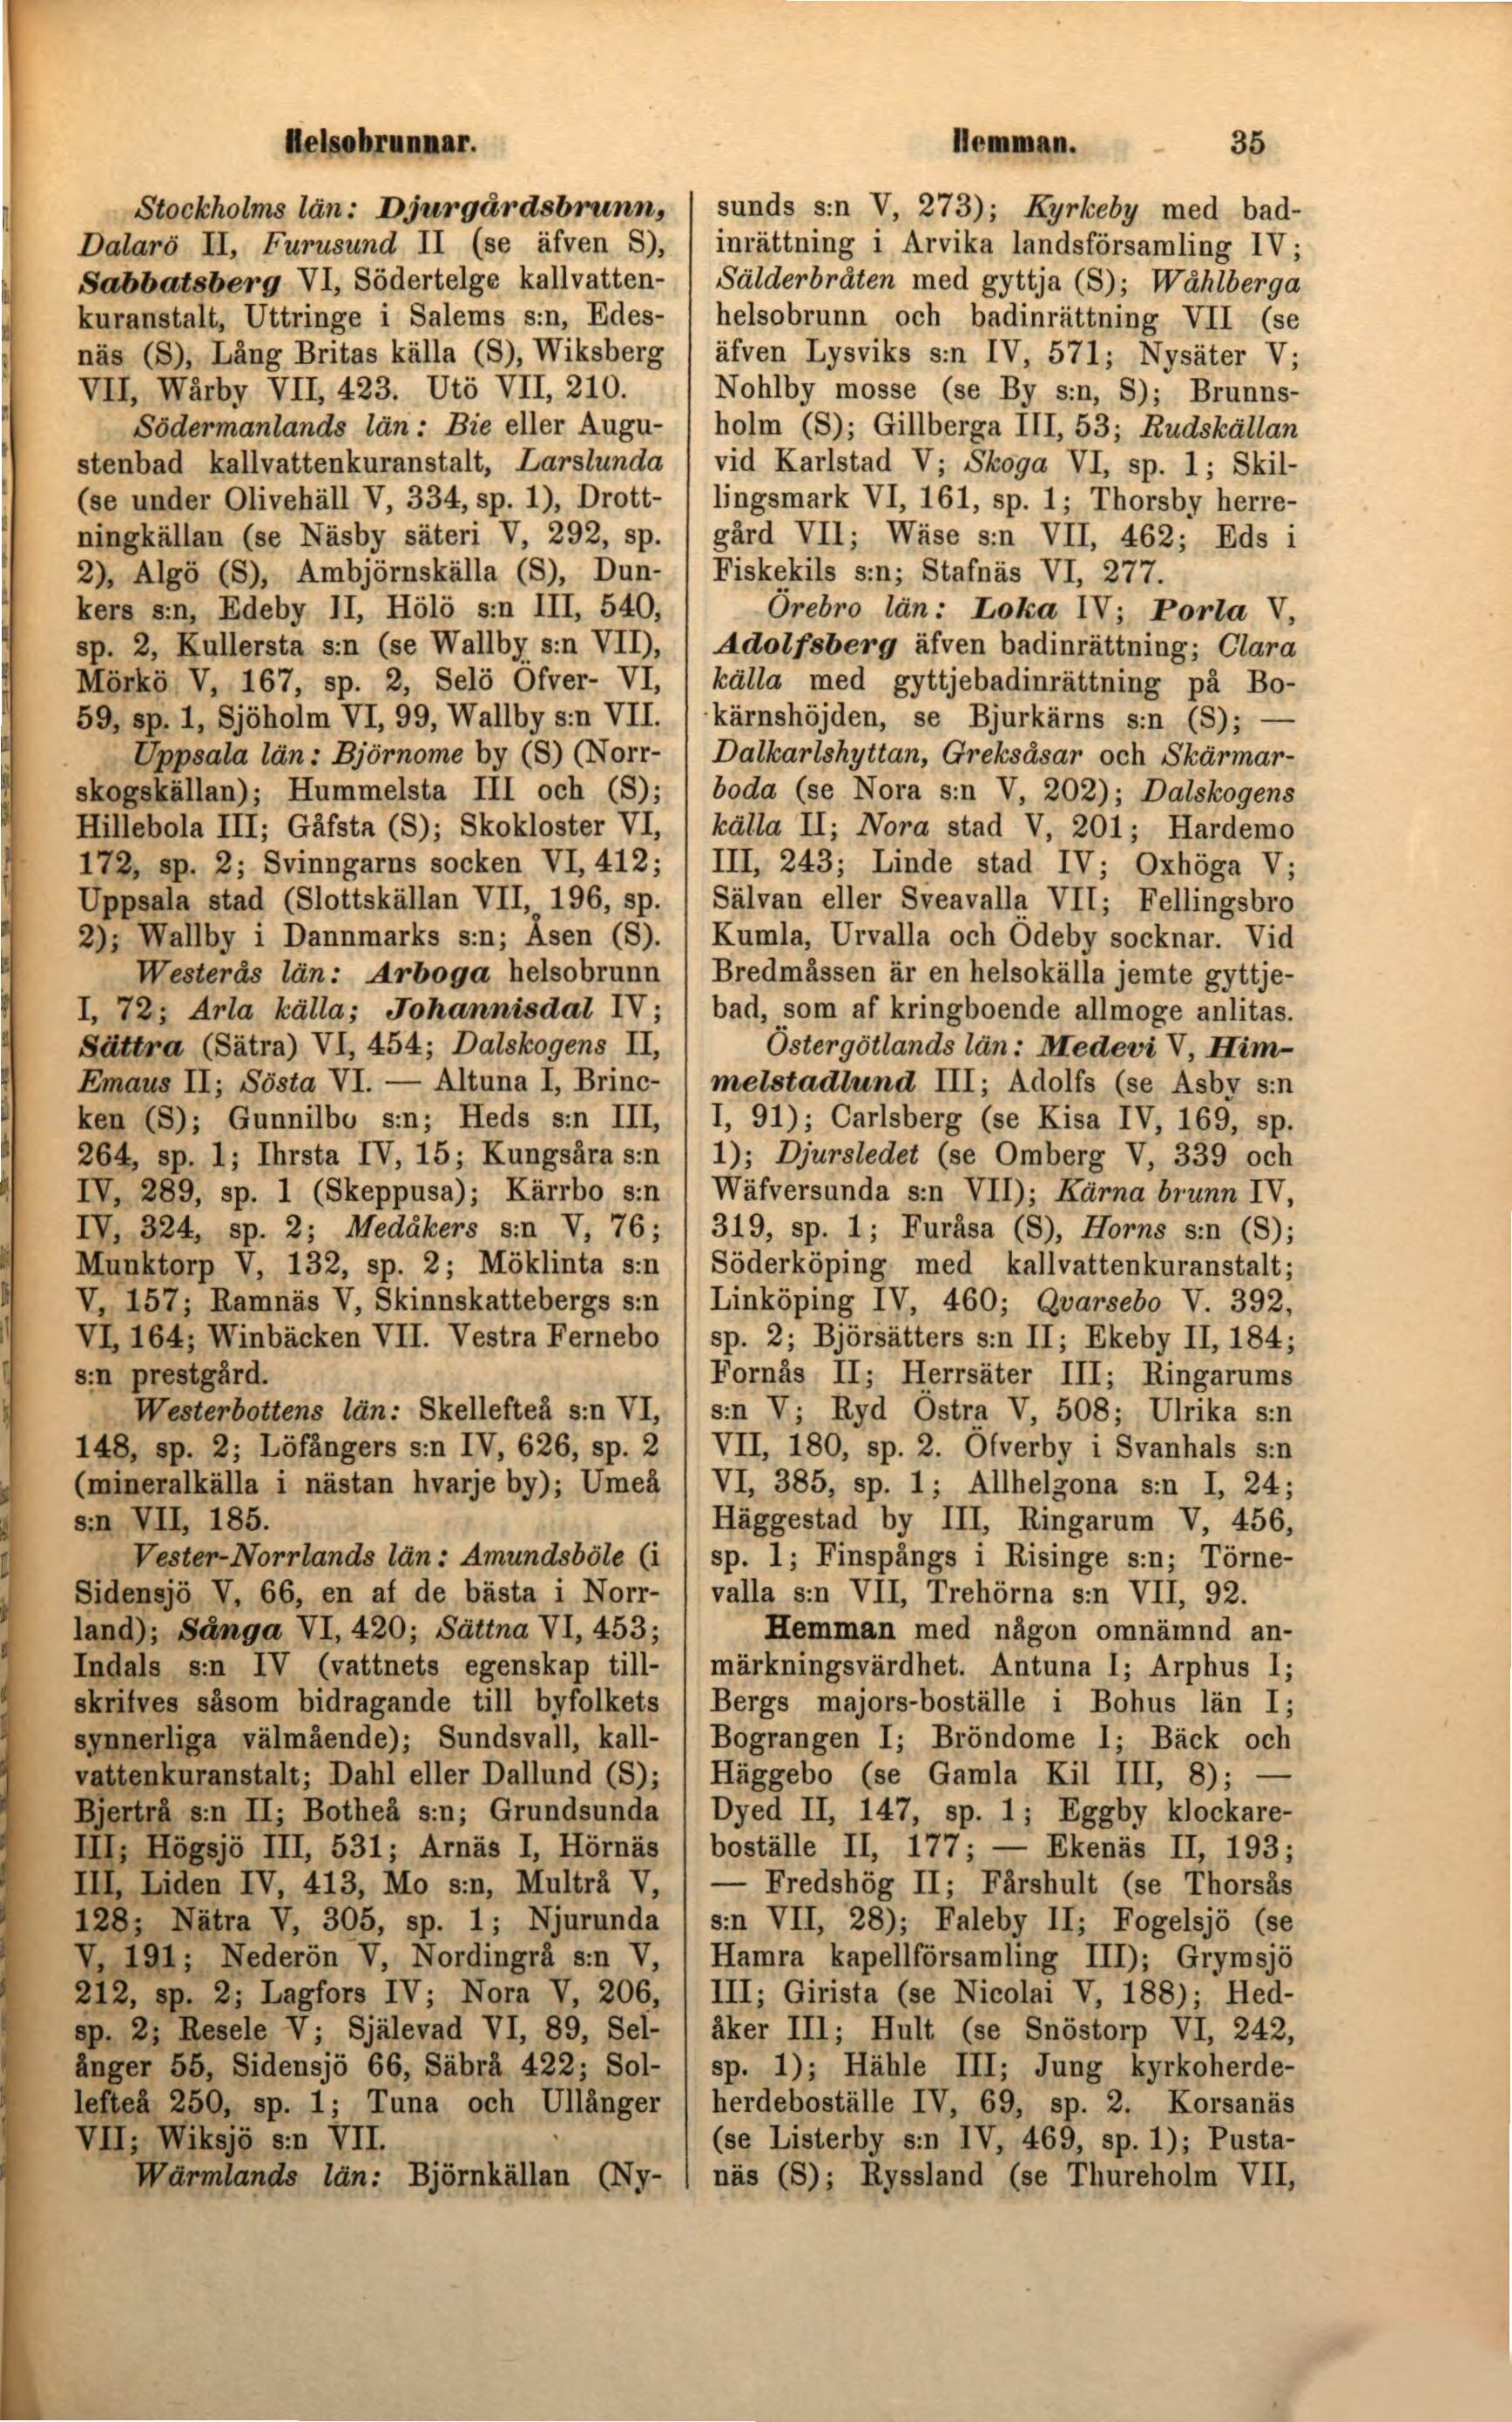 Helsobrunnar.
Stockholms län: Djurgårdsbrunn,
Dalarö II, Furusund II (se äfven S),
Sabbatsberg VI, Södertelge kallvatten-
kuranstalt, Uttringe i Salems s:n, Edes-
näs (S), Lång Britas källa (S), Wiksberg
VII, Wårby VII, 423. Utö VII, 210.
Södermanlands län: Bie eller Augu-
stenbad kallvattenkuranstalt, Larslunda
(se under Olivehäll V, 334, sp. 1), Drott-
ningkällan (se Näsby säteri V, 292, sp.
2), Algö (S), Ambjörnskälla (S), Dun-
kers s:n, Edeby II, Hölö s:n III, 540,
sp. 2, Kullersta s:n (se Wallby s:n VII),
Mörkö V, 167, sp. 2, Selö Öfver- VI,
59, sp. 1, Sjöholm VI, 99, Wallby s:n VII.
Uppsala län: Björnome by (S) (Norr-
skogskällan); Hummelsta III och (S);
Hillebola III; Gåfsta (S); Skokloster VI,
172, sp. 2; Svinngarns socken VI, 412;
Uppsala stad (Slottskällan VII, 196, sp.
2); Wallby i Dannmarks s:n; Åsen (S).
Westerås län: Arboga helsobrunn
I, 72; Arla källa; Johannisdal IV;
Sättra (Sätra) VI, 454; Dalskogens II,
Emaus II; Sösta VI. — Altuna I, Brinc-
ken (S); Gunnilbo s:n; Heds s:n III,
264, sp. 1; Ihrsta IV, 15; Kungsåra s:n
IV, 289, sp. 1 (Skeppusa); Kärrbo s:n
IV, 324, sp. 2; Medåkers s:n V, 76;
Munktorp V, 132, sp. 2; Möklinta s:n
V, 157; Ramnäs V, Skinnskattebergs s:n
VI, 164; Winbäcken VII. Vestra Fernebo
s:n prestgård.
Westerbottens län: Skellefteå s:n VI,
148, sp. 2; Löfångers s:n IV, 626, sp. 2
(mineralkälla i nästan hvarje by); Umeå
s:n VII, 185.
Vester-Norrlands län: Amundsböle (i
Sidensjö V, 66, en af de bästa i Norr-
land); Sånga VI, 420; Sättna VI, 453;
Indals s:n IV (vattnets egenskap till-
skrifves såsom bidragande till byfolkets
synnerliga välmående); Sundsvall, kall-
vattenkuranstalt; Dahl eller Dallund (S);
Bjertrå s:n II; Botheå s:n; Grundsunda
III; Högsjö III, 531; Arnäs I, Hörnäs
III, Liden IV, 413, Mo s:n, Multrå V,
128; Nätra V, 305, sp. 1; Njurunda
V, 191; Nederön V, Nordingrå s:n V,
212, sp. 2; Lagfors IV; Nora V, 206,
sp. 2; Resele V; Själevad VI, 89, Sel-
ånger 55, Sidensjö 66, Säbrå 422; Sol-
lefteå 250, sp. 1; Tuna och Ullånger
VII; Wiksjö s:n VII.
Wärmlands län: Björnkällan (Ny-
Hemman. 35
sunds s:n V, 273); Kyrkeby med bad-
inrättning i Arvika landsförsamling IV;
Sälderbråten med gyttja (S); Wåhlberga
helsobrunn och badinrättning VII (se
äfven Lysviks s:n IV, 571; Nysäter V;
Nohlby mosse (se By s:n, S); Brunns-
holm (S); Gillberga III, 53; Rudskällan
vid Karlstad V; Skoga VI, sp. 1; Skil-
lingsmark VI, 161, sp. 1; Thorsby herre-
gård VII; Wäse s:n VII, 462; Eds i
Fiskekils s:n; Stafnäs VI, 277.
Örebro län: Loka IV; Porla V,
Adolfsberg äfven badinrättning; Clara
källa med gyttjebadinrättning på Bo-
kärnshöjden, se Bjurkärns s:n (S); —
Dalkarlshyttan, Greksåsar och Skärmar-
boda (se Nora s:n V, 202); Dalskogens
källa II; Nora stad V, 201; Hardemo
III, 243; Linde stad IV; Oxhöga V;
Sälvan eller Sveavalla VII; Fellingsbro
Kumla, Urvalla och Ödeby socknar. Vid
Bredmåssen är en helsokälla jemte gyttje-
bad, som af kringboende allmoge anlitas.
Östergötlands län: Medevi V, Him-
melstadlund III; Adolfs (se Asby s:n
I, 91); Carlsberg (se Kisa IV, 169, sp.
1); Djursledet (se Omberg V, 339 och
Wäfversunda s:n VII); Kärna brunn IV,
319, sp. 1; Furåsa (S), Horns s:n (S);
Söderköping med kallvattenkuranstalt;
Linköping IV, 460; Qvarsebo V. 392,
sp. 2; Björsätters s:n II; Ekeby II, 184;
Fornås II; Herrsäter III; Ringarums
s:n V; Ryd Östra V, 508; Ulrika s:n
VII, 180, sp. 2. Öfverby i Svanhals s:n
VI, 385, sp. 1; Allhelgona s:n I, 24;
Häggestad by III, Ringarum V, 456,
sp. 1; Finspångs i Risinge s:n; Törne-
valla s:n VII, Trehörna s:n VII, 92.
Hemman med någon omnämnd an-
märkningsvärdhet. Antuna I; Arphus I;
Bergs majors-boställe i Bohus län I;
Bograngen I; Bröndome I; Bäck och
Häggebo (se Gamla Kil III, 8); —
Dyed II, 147, sp. 1; Eggby klockare-
boställe II, 177; — Ekenäs II, 193;
— Fredshög II; Fårshult (se Thorsås
s:n VII, 28); Faleby II; Fogelsjö (se
Hamra kapellförsamling III); Grymsjö
III; Girista (se Nicolai V, 188); Hed-
åker III; Hult (se Snöstorp VI, 242,
sp. 1); Hähle III; Jung kyrkoherde-
herdeboställe IV, 69, sp. 2. Korsanäs
(se Listerby s:n IV, 469, sp. 1); Pusta-
näs (S); Ryssland (se Thureholm VII,